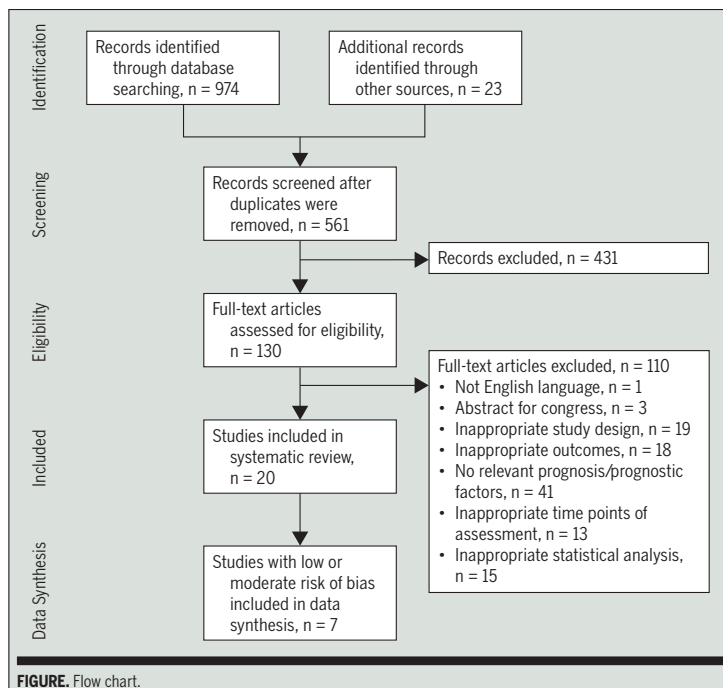 Identification
Records identified
through database
searching, n = 974
Additional records
identified through
other sources, n = 23
Screening
Records screened after
duplicates were
removed, n = 561
Records excluded, n = 431
Eligibility
Full-text articles
assessed for eligibility,
n = 130
Full-text articles excluded, n = 110
• Not English language, n = 1
• Abstract for congress, n = 3
• Inappropriate study design, n = 19
• Inappropriate outcomes, n = 18
• No relevant prognosis/prognostic
factors, n = 41
• Inappropriate time points of
assessment, n = 13
• Inappropriate statistical analysis,
n = 15
Included
Studies included in
systematic review,
n = 20
Data Synthesis
Studies with low or
moderate risk of bias
included in data
synthesis, n = 7
FIGURE. Flow chart.